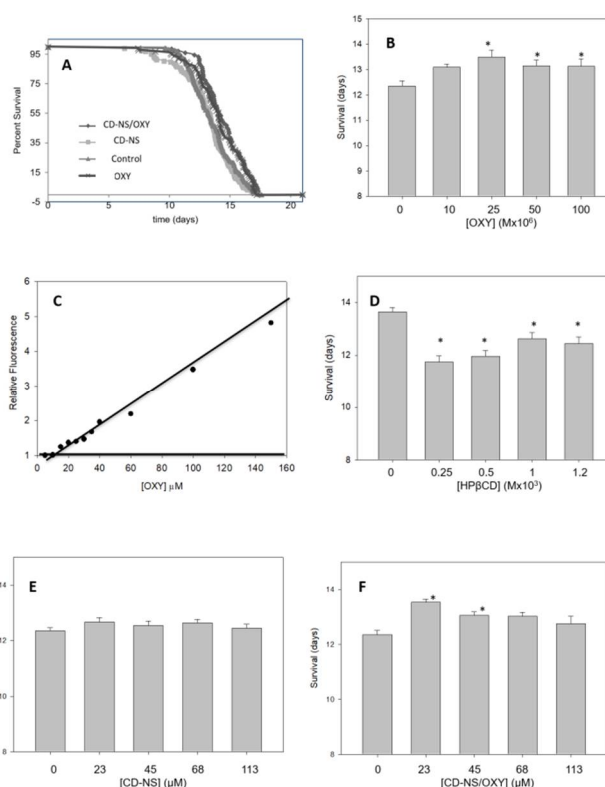 A
Percent Survival
95
75
55
35
15
-5
CD-NS/OXY
CD-NS
Control
OXY
0 5 10 15 20
time (days)
B
Survival (days)
15
14
13
12
11
10
9
8
* * *
0 10 25 50 100
[OXY] (Mx10⁶)
C
Relative Fluorescence
6
5
4
3
2
1
0 20 40 60 80 100 120 140 160
[OXY] µM
D
Survival (days)
14
12
10
8
* * * *
0 0.25 0.5 1 1.2
[HPβCD] (Mx10³)
E
14
12
10
8
0 23 45 68 113
[CD-NS] (µM)
F
Survival (days)
14
12
10
8
* *
0 23 45 68 113
[CD-NS/OXY] (µM)